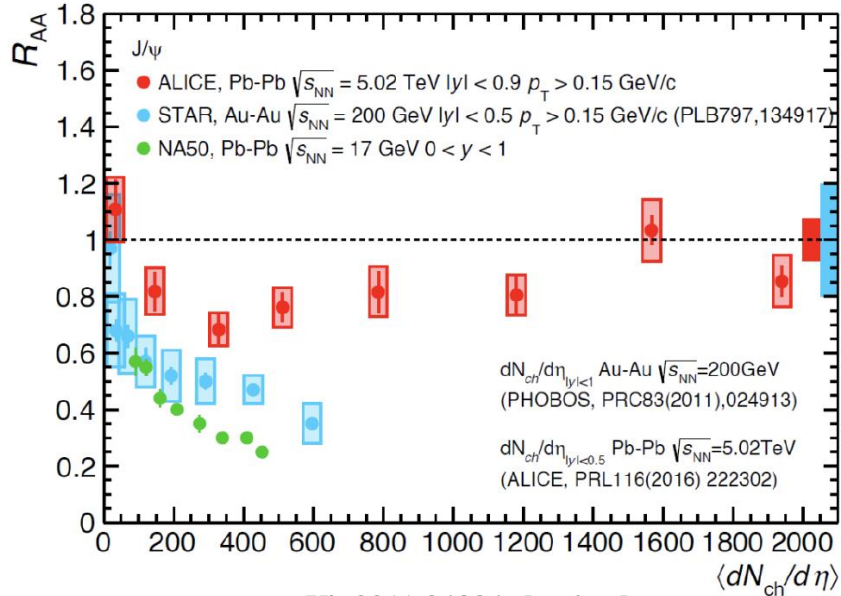 R_AA
1.8
1.6
1.4
1.2
1
0.8
0.6
0.4
0.2
0
J/ψ
ALICE, Pb-Pb √s_NN = 5.02 TeV |y| < 0.9 p_T > 0.15 GeV/c
STAR, Au-Au √s_NN = 200 GeV |y| < 0.5 p_T > 0.15 GeV/c (PLB797,134917)
NA50, Pb-Pb √s_NN = 17 GeV 0 < y < 1
dN_ch/dη_|y|<1 Au-Au √s_NN=200GeV
(PHOBOS, PRC83(2011),024913)
dN_ch/dη_|y|<0.5 Pb-Pb √s_NN=5.02TeV
(ALICE, PRL116(2016) 222302)
0 200 400 600 800 1000 1200 1400 1600 1800 2000
⟨dN_ch/dη⟩